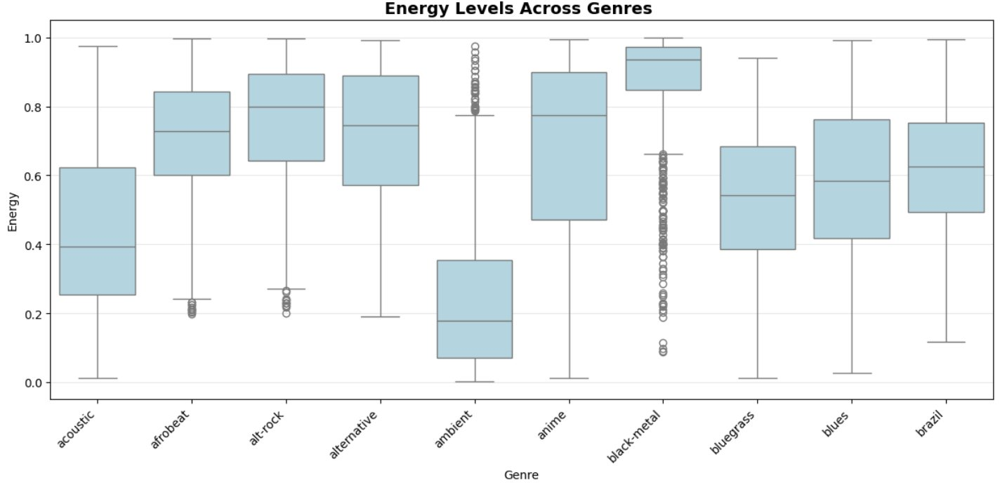 Energy Levels Across Genres
1.0
0.8
0.6
0.4
0.2
0.0
Energy
acoustic
afrobeat
alt-rock
alternative
ambient
anime
black-metal
bluegrass
blues
brazil
Genre